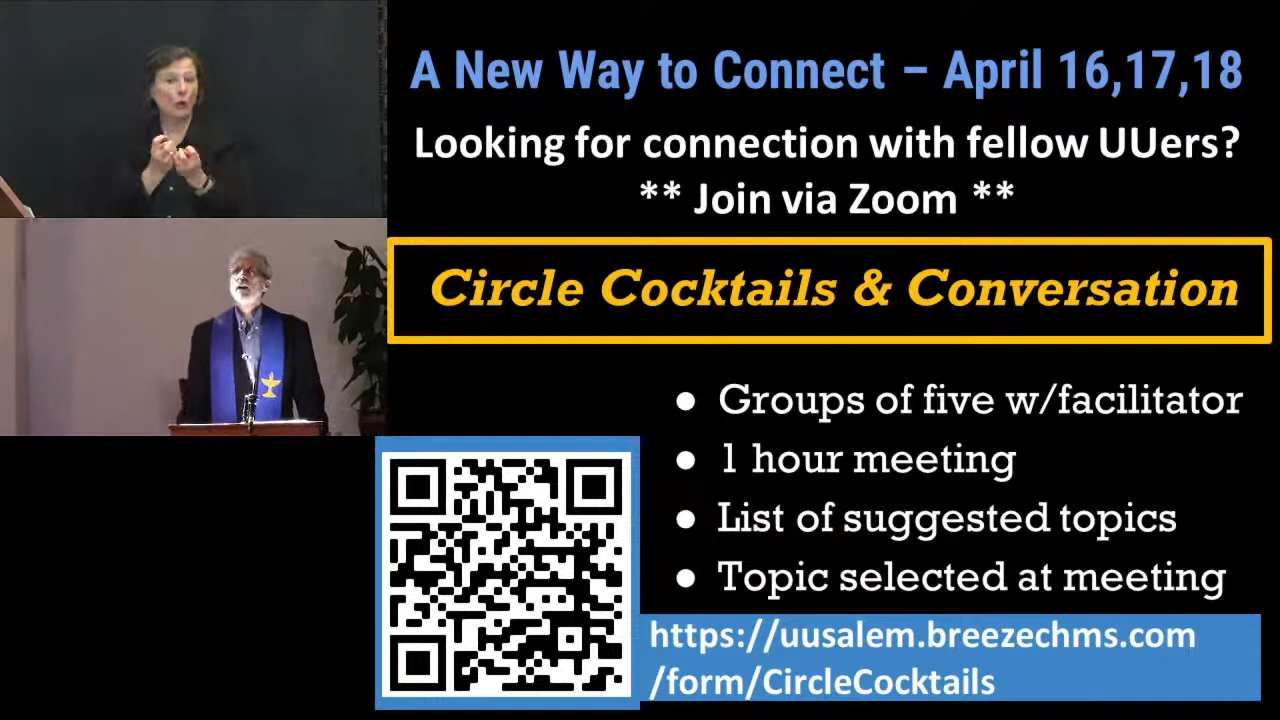 A New Way to Connect – April 16,17,18
Looking for connection with fellow UUers?
** Join via Zoom **
Circle Cocktails & Conversation
● Groups of five w/facilitator
● 1 hour meeting
● List of suggested topics
● Topic selected at meeting
https://uusalem.breezechms.com
/form/CircleCocktails